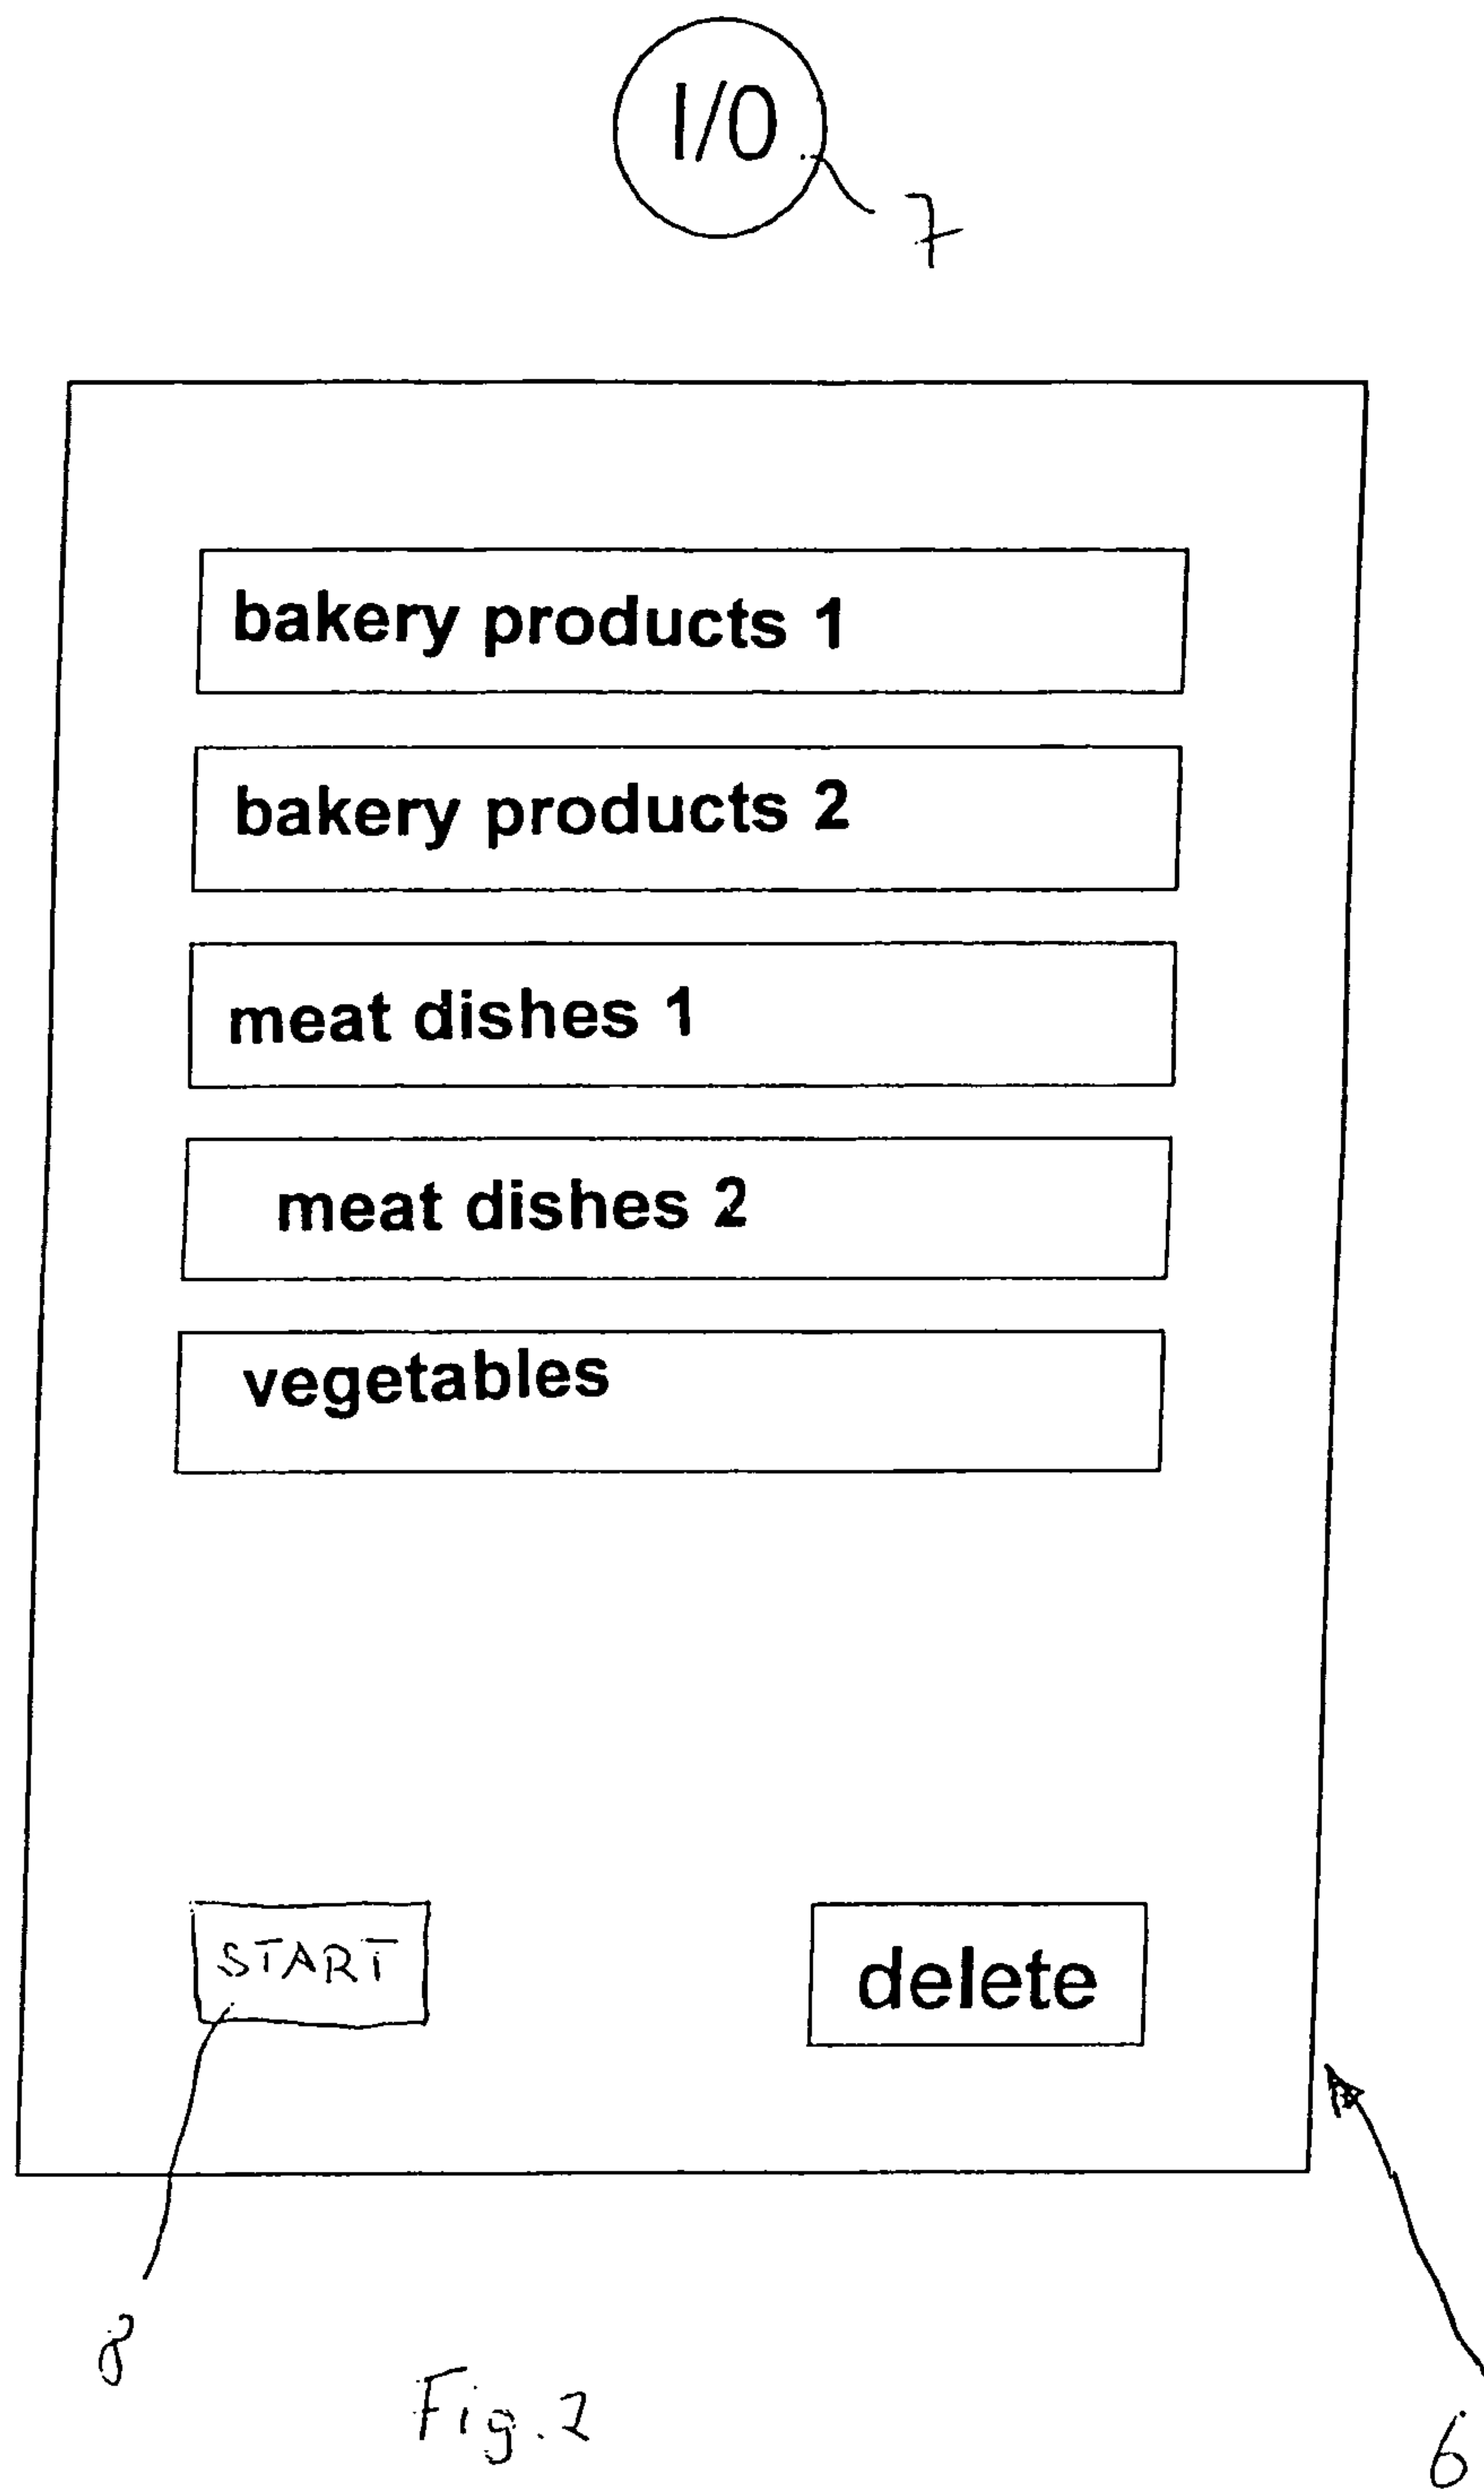 I/O
7
bakery products 1
bakery products 2
meat dishes 1
meat dishes 2
vegetables
START
delete
8
Fig. 2
6